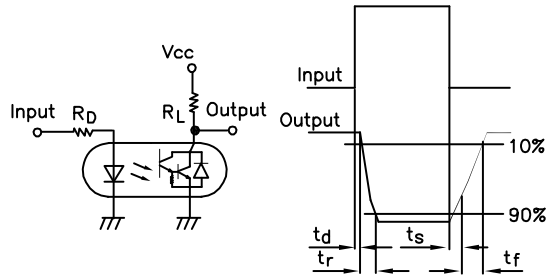 Vcc
Input
RD
RL
Output
Input
Output
10%
90%
td
ts
tr
tf